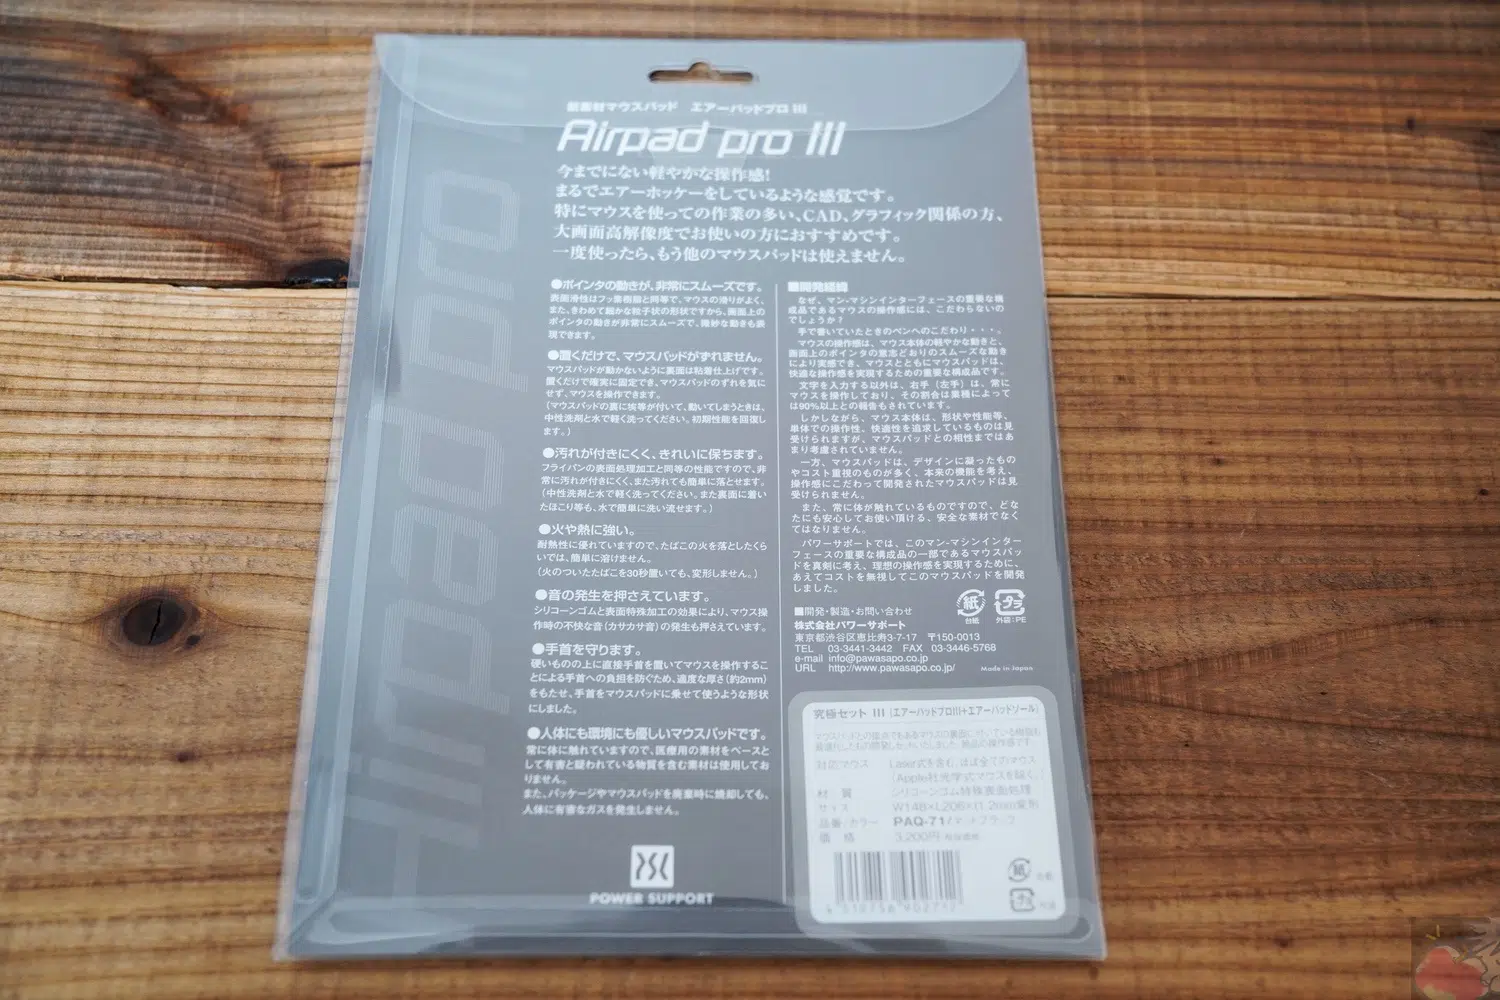 新素材マウスパッド エアーパッドプロ III
Airpad pro III
今までにない軽やかな操作感!
まるでエアーホッケーをしているような感覚です。
特にマウスを使っての作業の多い、CAD、グラフィック関係の方、
大画面高解像度でお使いの方におすすめです。
一度使ったら、もう他のマウスパッドは使えません。
●ポインタの動きが、非常にスムーズです。
表面滑性はフッ素樹脂と同等で、マウスの滑りがよく、
また、きわめて細かな粒子状の形状ですから、画面上の
ポインタの動きが非常にスムーズで、微妙な動きも表
現できます。
●置くだけで、マウスパッドがずれません。
マウスパッドが動かないように裏面は粘着仕上げです。
置くだけで確実に固定でき、マウスパッドのずれを気に
せず、マウスを操作できます。
(マウスパッドの裏に埃等が付いて、動いてしまうときは、
中性洗剤と水で軽く洗ってください。初期性能を回復し
ます。)
●汚れが付きにくく、きれいに保ちます。
フライパンの表面処理加工と同等の性能ですので、非
常に汚れが付きにくく、また汚れても簡単に落とせます。
(中性洗剤と水で軽く洗ってください。また裏面に着い
たほこり等も、水で簡単に洗い流せます。)
●火や熱に強い。
耐熱性に優れていますので、たばこの火を落としたくら
いでは、簡単に溶けません。
(火のついたたばこを30秒置いても、変形しません。)
●音の発生を押さえています。
シリコーンゴムと表面特殊加工の効果により、マウス操
作時の不快な音(カサカサ音)の発生も押さえています。
●手首を守ります。
硬いものの上に直接手首を置いてマウスを操作するこ
とによる手首への負担を防ぐため、適度な厚さ(約2mm)
をもたせ、手首をマウスパッドに乗せて使うような形状
にしました。
●人体にも環境にも優しいマウスパッドです。
常に体に触れていますので、医療用の素材をベースと
して有害と疑われている物質を含む素材は使用してお
りません。
また、パッケージやマウスパッドを廃棄時に焼却しても、
人体に有害なガスを発生しません。
POWER SUPPORT
■開発経緯
なぜ、マン-マシンインターフェースの重要な構
成品であるマウスの操作感には、こだわらないの
でしょうか?
手で書いていたときのペンへのこだわり・・・。
マウスの操作感は、マウス本体の軽やかな動きと、
画面上のポインタの意志どおりのスムーズな動き
により実感でき、マウスとともにマウスパッドは、
快適な操作感を実現するための重要な構成品です。
文字を入力する以外は、右手(左手)は、常に
マウスを操作しており、その割合は業種によって
は90%以上との報告もされています。
しかしながら、マウス本体は、形状や性能等、
単体での操作性、快適性を追求しているものは見
受けられますが、マウスパッドとの相性まではあ
まり考慮されていません。
一方、マウスパッドは、デザインに凝ったもの
やコスト重視のものが多く、本来の機能を考え、
操作感にこだわって開発されたマウスパッドは見
受けられません。
また、常に体が触れているものですので、どな
たにも安心してお使い頂ける、安全な素材でなく
てはなりません。
パワーサポートでは、このマン-マシンインター
フェースの重要な構成品の一部であるマウスパッ
ドを真剣に考え、理想の操作感を実現するために、
あえてコストを無視してこのマウスパッドを開発
しました。
紙 プラ
台紙 外袋:PE
■開発・製造・お問い合わせ
株式会社パワーサポート
東京都渋谷区恵比寿3-7-17 〒150-0013
TEL 03-3441-3442 FAX 03-3446-5768
e-mail info@pawasapo.co.jp
URL http://www.pawasapo.co.jp/ Made in Japan
究極セット III (エアーパッドプロIII+エアーパッドソール)
マウスパッドとの接点でもあるマウスの裏面に付いている樹脂も
対応マウス Laser式を含む、ほぼ全てのマウス
(Apple社光学式マウスを除く。)
材質 シリコーンゴム特殊表面処理
サイズ W148×L206×t1.2mm変形
品番/カラー PAQ-71/マットブラック
価格 3,200円
紙
プラ